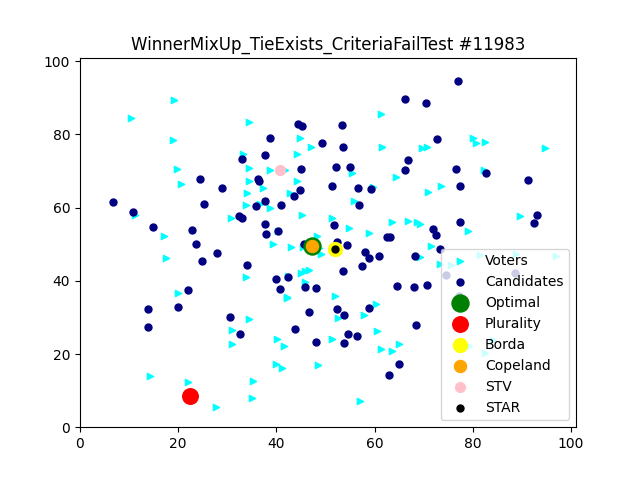 WinnerMixUp_TieExists_CriteriaFailTest #11983
100
80
60
40
20
0
0 20 40 60 80 100
Voters
Candidates
Optimal
Plurality
Borda
Copeland
STV
STAR